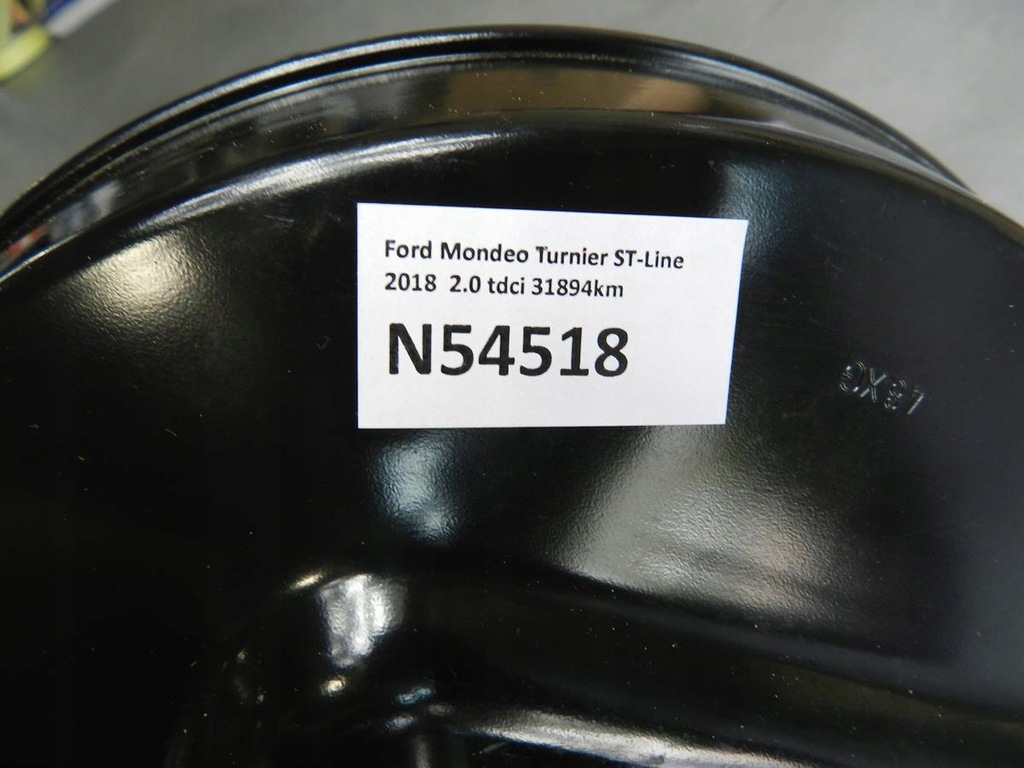 Ford Mondeo Turnier ST-Line
2018 2.0 tdci 31894km
N54518